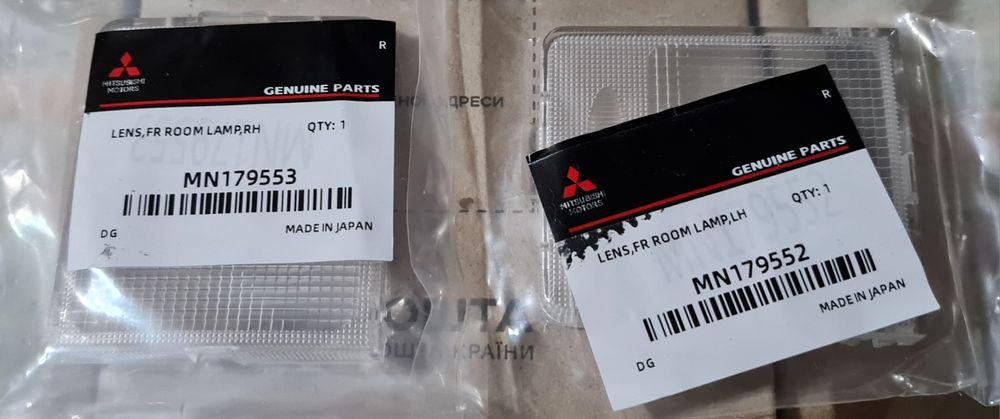 R
MITSUBISHI
MOTORS
GENUINE PARTS
LENS,FR ROOM LAMP,RH QTY: 1
MN179553
DG MADE IN JAPAN
АДРЕСИ
R
MITSUBISHI
MOTORS
GENUINE PARTS
LENS,FR ROOM LAMP,LH QTY: 1
MN179552
MADE IN JAPAN
DG